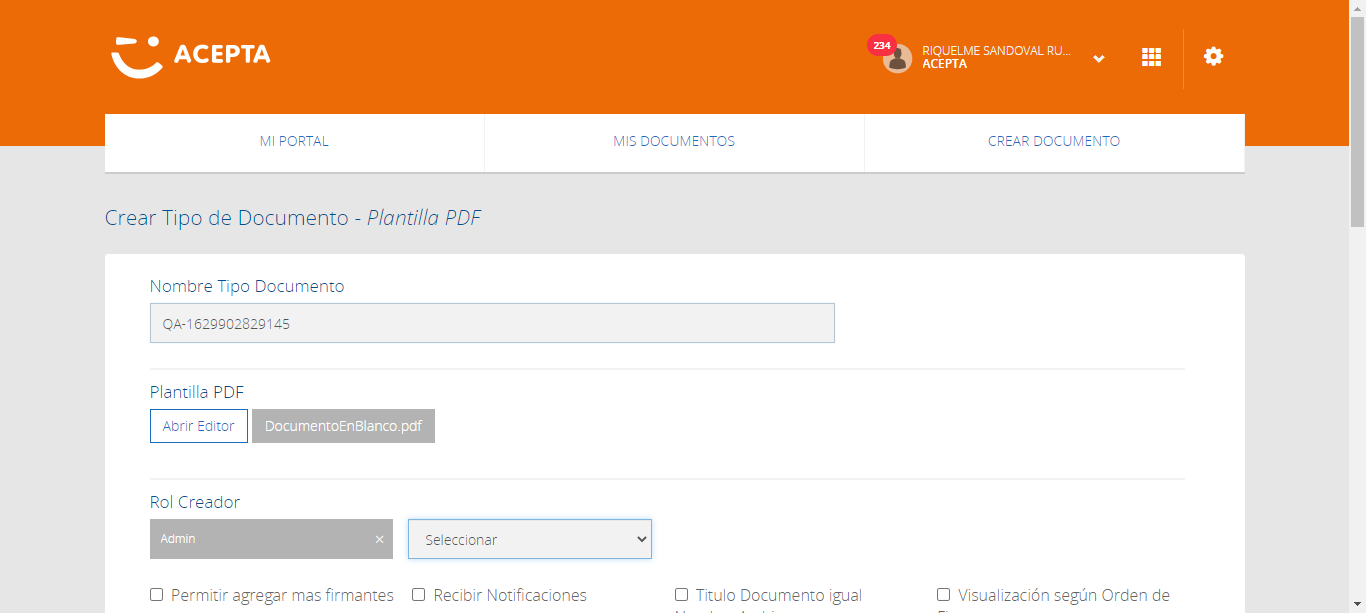 ACEPTA
234
RIQUELME SANDOVAL RU...
ACEPTA
MI PORTAL
MIS DOCUMENTOS
CREAR DOCUMENTO
Crear Tipo de Documento - Plantilla PDF
Nombre Tipo Documento
QA-1629902829145
Plantilla PDF
Abrir Editor
DocumentoEnBlanco.pdf
Rol Creador
Admin ×
Seleccionar
Permitir agregar mas firmantes
Recibir Notificaciones
Titulo Documento igual
Visualización según Orden de